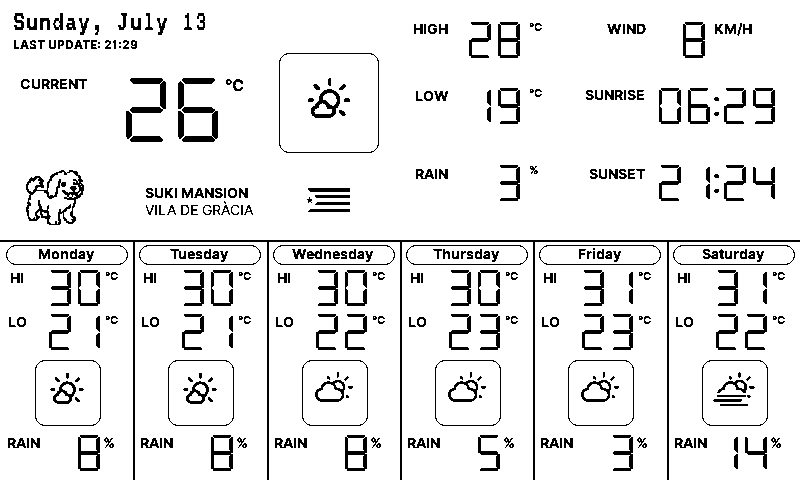 Sunday, July 13
LAST UPDATE: 21:29
CURRENT 26 °C
HIGH 28 °C
WIND 8 KM/H
LOW 19 °C
SUNRISE 06:29
RAIN 3 %
SUNSET 21:24
SUKI MANSION
VILA DE GRÀCIA
Monday
HI 30 °C
LO 21 °C
RAIN 8 %
Tuesday
HI 30 °C
LO 21 °C
RAIN 8 %
Wednesday
HI 30 °C
LO 22 °C
RAIN 8 %
Thursday
HI 30 °C
LO 23 °C
RAIN 5 %
Friday
HI 31 °C
LO 23 °C
RAIN 3 %
Saturday
HI 31 °C
LO 22 °C
RAIN 14 %